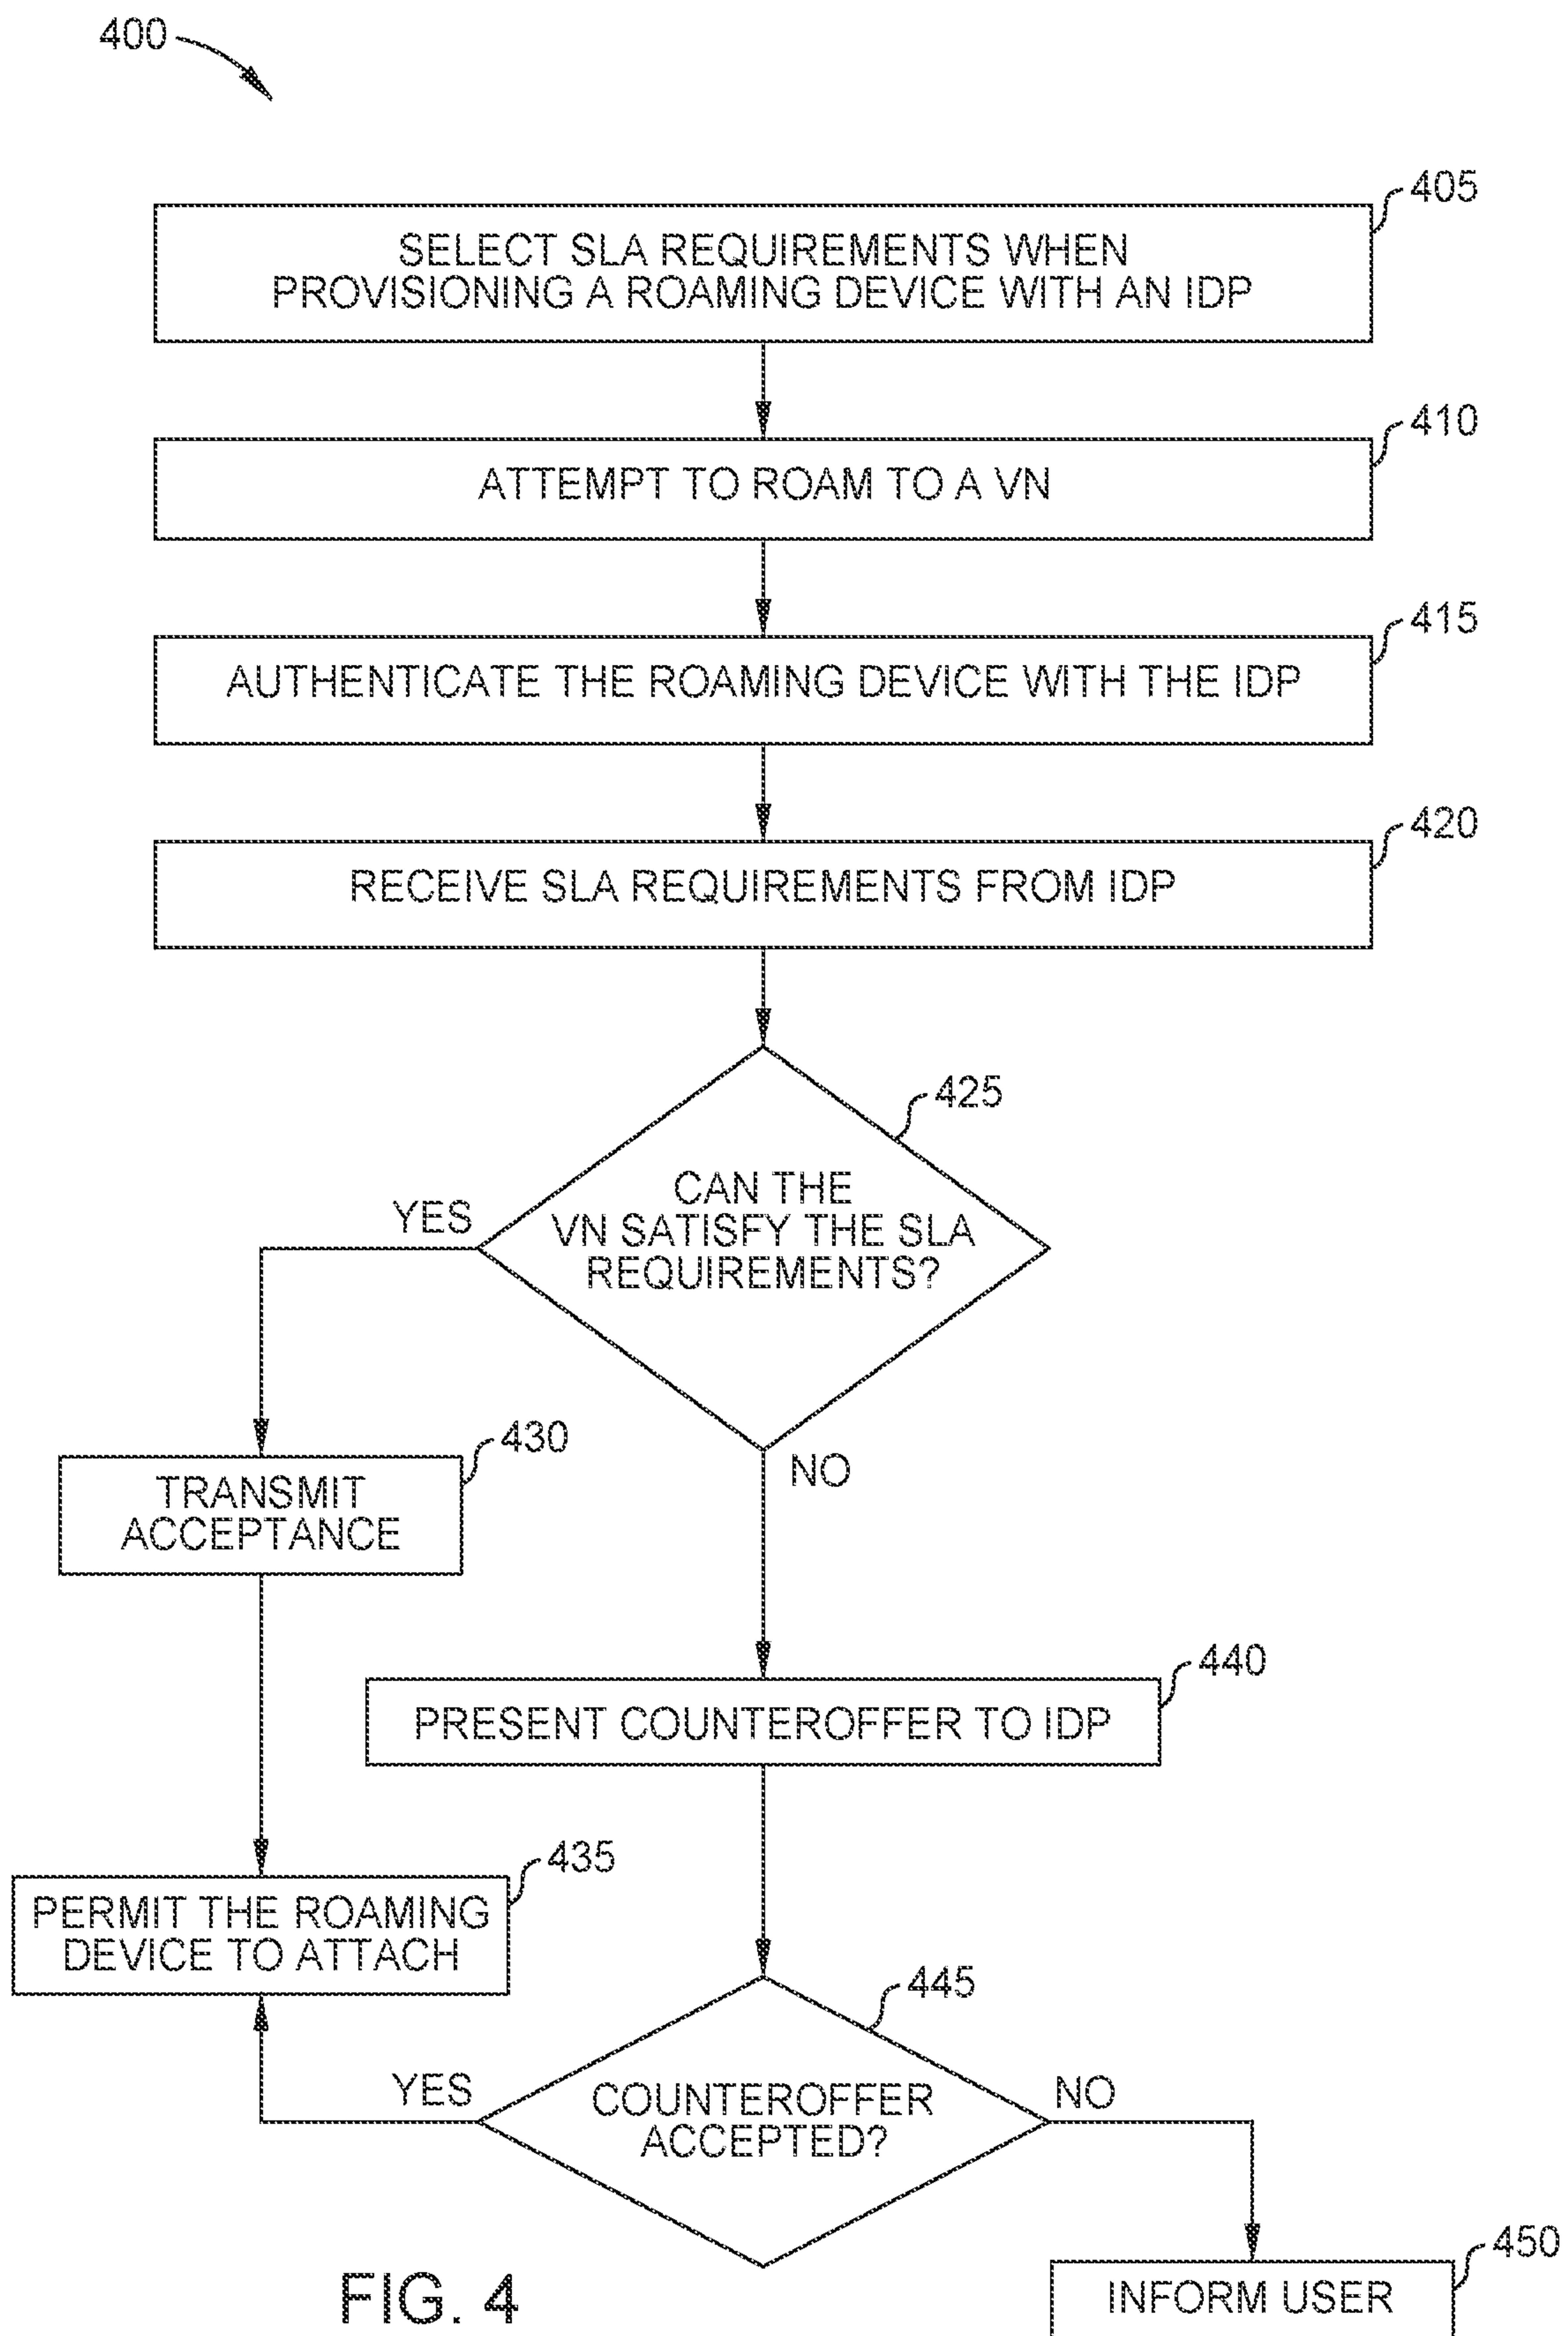 400
405
SELECT SLA REQUIREMENTS WHEN
PROVISIONING A ROAMING DEVICE WITH AN IDP
410
ATTEMPT TO ROAM TO A VN
415
AUTHENTICATE THE ROAMING DEVICE WITH THE IDP
420
RECEIVE SLA REQUIREMENTS FROM IDP
425
CAN THE
VN SATISFY THE SLA
REQUIREMENTS?
YES
NO
430
TRANSMIT
ACCEPTANCE
440
PRESENT COUNTEROFFER TO IDP
435
PERMIT THE ROAMING
DEVICE TO ATTACH
445
COUNTEROFFER
ACCEPTED?
YES
NO
450
INFORM USER
FIG. 4